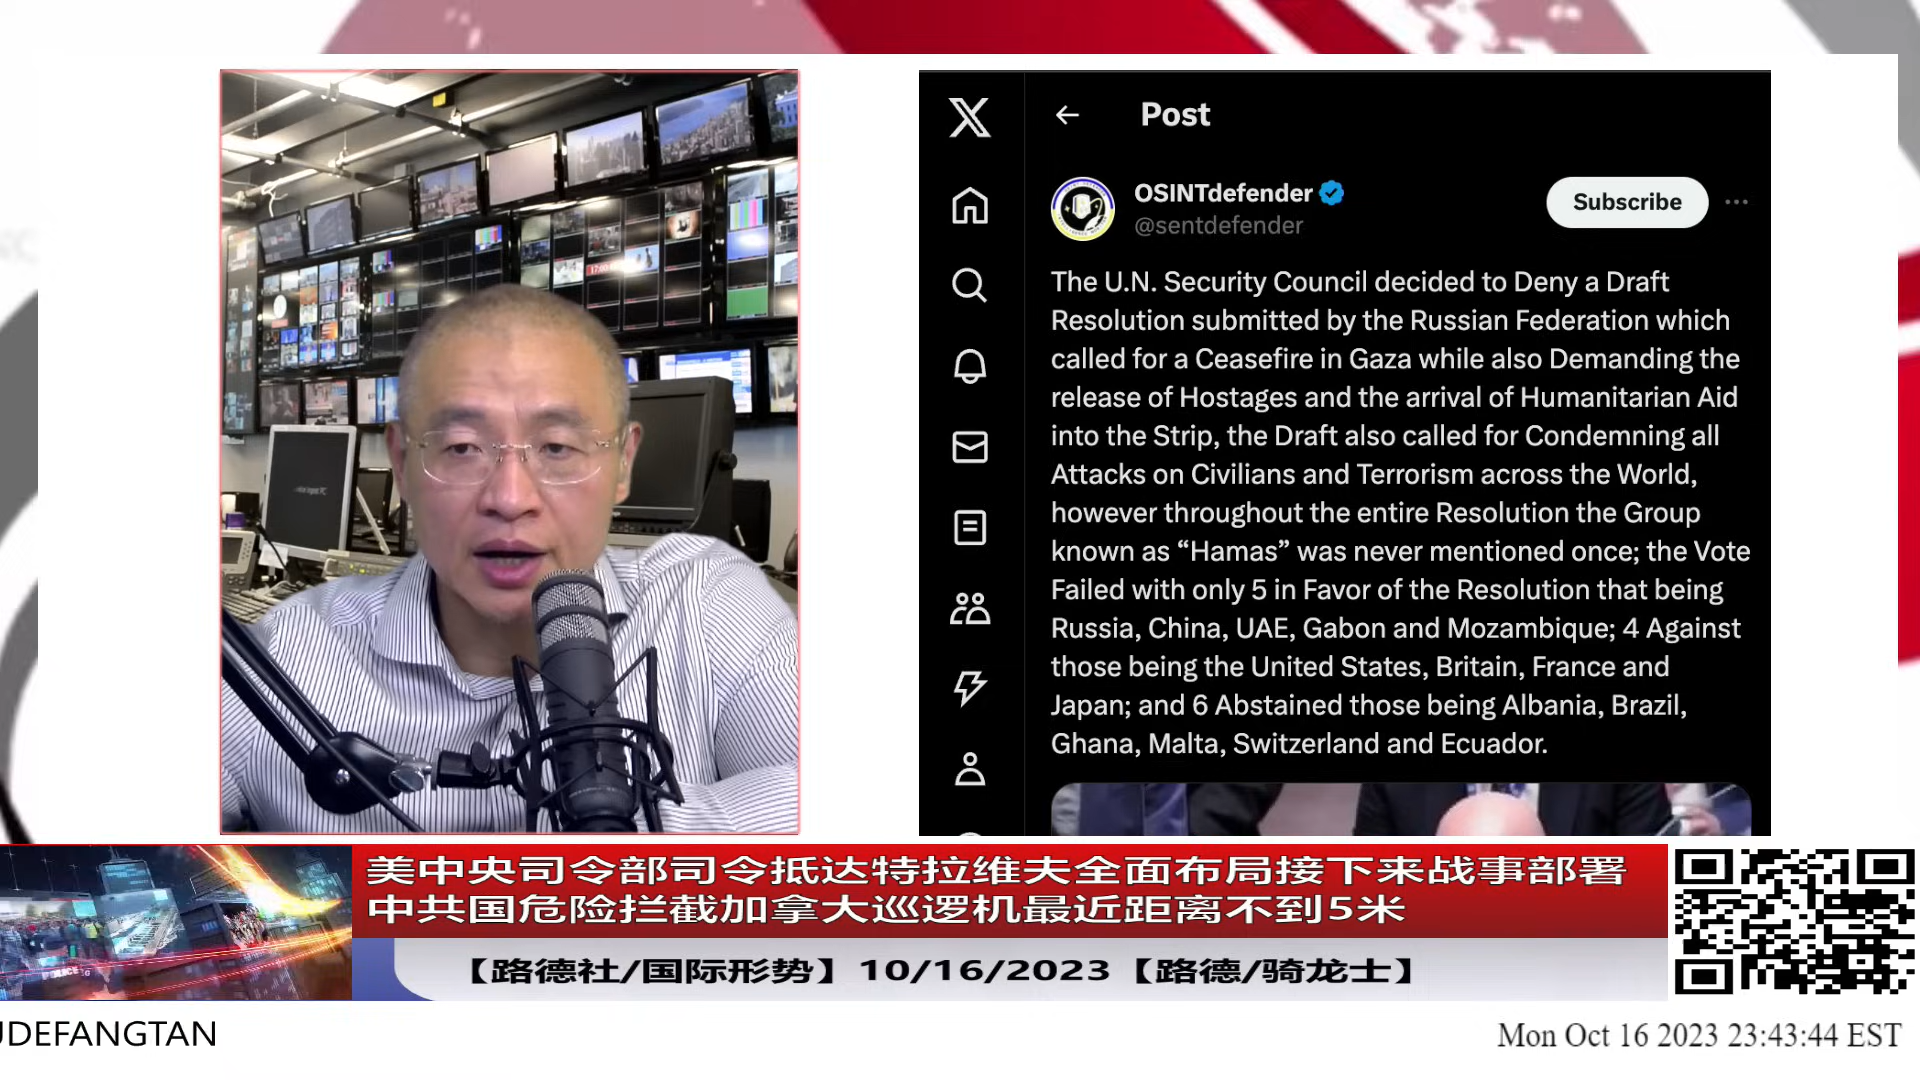 Post
OSINTdefender
@sentdefender
Subscribe
The U.N. Security Council decided to Deny a Draft
Resolution submitted by the Russian Federation which
called for a Ceasefire in Gaza while also Demanding the
release of Hostages and the arrival of Humanitarian Aid
into the Strip, the Draft also called for Condemning all
Attacks on Civilians and Terrorism across the World,
however throughout the entire Resolution the Group
known as “Hamas” was never mentioned once; the Vote
Failed with only 5 in Favor of the Resolution that being
Russia, China, UAE, Gabon and Mozambique; 4 Against
those being the United States, Britain, France and
Japan; and 6 Abstained those being Albania, Brazil,
Ghana, Malta, Switzerland and Ecuador.
美中央司令部司令抵达特拉维夫全面布局接下来战事部署
中共国危险拦截加拿大巡逻机最近距离不到5米
【路德社/国际形势】10/16/2023【路德/骑龙士】
POLICE
UDEFANGTAN
Mon Oct 16 2023 23:43:44 EST